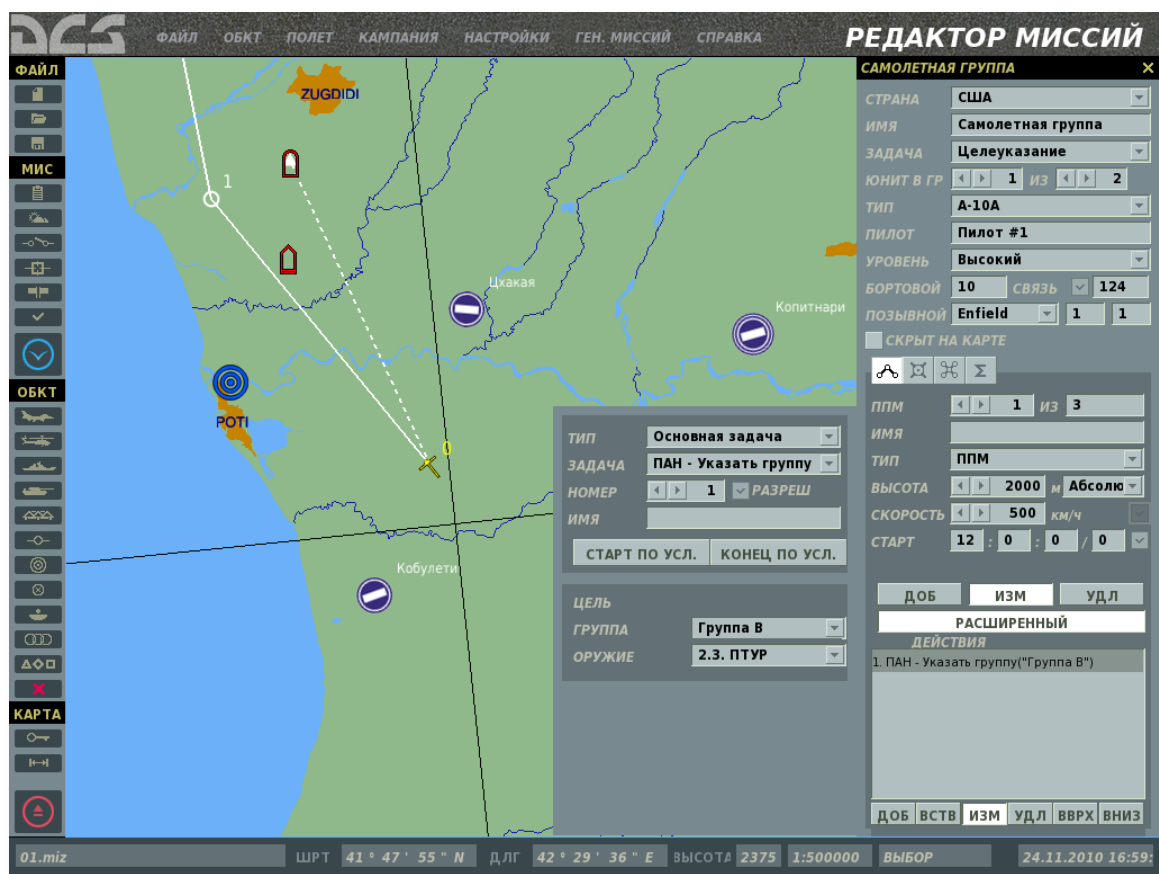 DCS
ФАЙЛ ОБКТ ПОЛЕТ КАМПАНИЯ НАСТРОЙКИ ГЕН. МИССИЙ СПРАВКА РЕДАКТОР МИССИЙ
ФАЙЛ
МИС
ОБКТ
КАРТА
ZUGDIDI
1
Цхакая
Копитнари
POTI
0
Кобулети
ТИП Основная задача
ЗАДАЧА ПАН - Указать группу
НОМЕР 1 РАЗРЕШ
ИМЯ
СТАРТ ПО УСЛ. КОНЕЦ ПО УСЛ.
ЦЕЛЬ
ГРУППА Группа В
ОРУЖИЕ 2.3. ПТУР
САМОЛЕТНАЯ ГРУППА
СТРАНА США
ИМЯ Самолетная группа
ЗАДАЧА Целеуказание
ЮНИТ В ГР 1 ИЗ 2
ТИП A-10A
ПИЛОТ Пилот #1
УРОВЕНЬ Высокий
БОРТОВОЙ 10 СВЯЗЬ 124
ПОЗЫВНОЙ Enfield 1 1
СКРЫТ НА КАРТЕ
Σ
ППМ 1 ИЗ 3
ИМЯ
ТИП ППМ
ВЫСОТА 2000 м Абсолю
СКОРОСТЬ 500 км/ч
СТАРТ 12 : 0 : 0 / 0
ДОБ ИЗМ УДЛ
РАСШИРЕННЫЙ
ДЕЙСТВИЯ
1. ПАН - Указать группу("Группа В")
ДОБ ВСТВ ИЗМ УДЛ ВВРХ ВНИЗ
01.miz ШРТ 41 ° 47 ' 55 " N ДЛГ 42 ° 29 ' 36 " E ВЫСОТА 2375 1:500000 ВЫБОР 24.11.2010 16:59: